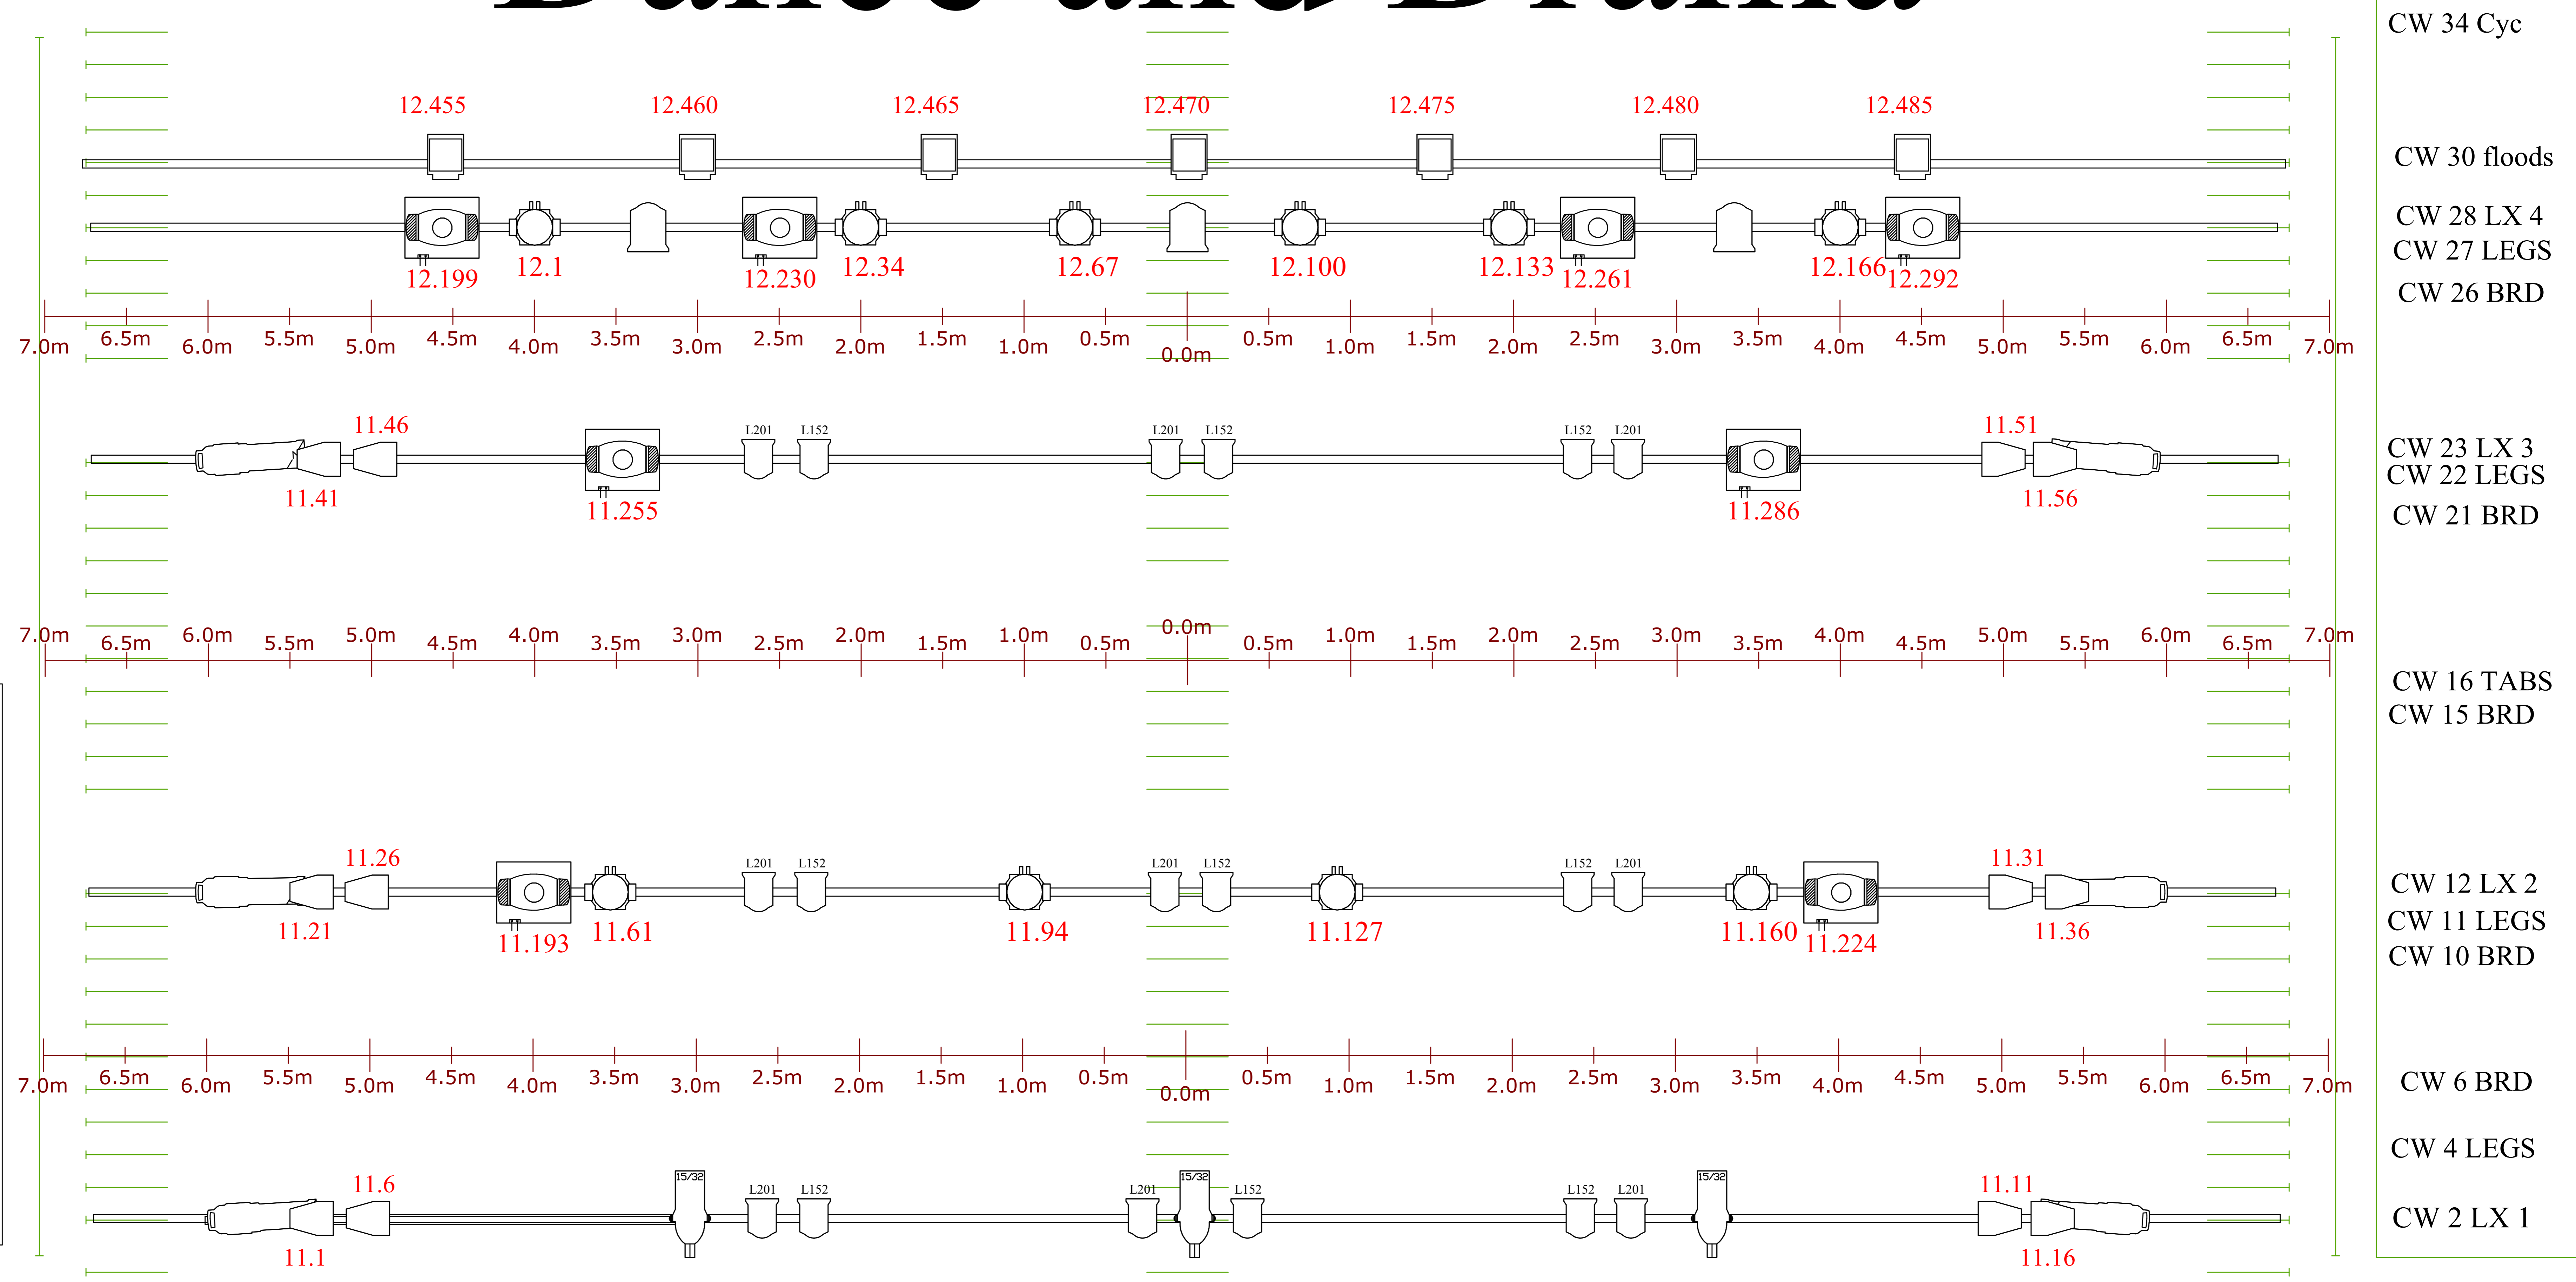 Dance and Drama
CW 34 Cyc
12.455 12.460 12.465 12.470 12.475 12.480 12.485
CW 30 floods
CW 28 LX 4
CW 27 LEGS
12.199 12.1 12.230 12.34 12.67 12.100 12.133 12.261 12.166 12.292
CW 26 BRD
7.0m 6.5m 6.0m 5.5m 5.0m 4.5m 4.0m 3.5m 3.0m 2.5m 2.0m 1.5m 1.0m 0.5m 0.0m 0.5m 1.0m 1.5m 2.0m 2.5m 3.0m 3.5m 4.0m 4.5m 5.0m 5.5m 6.0m 6.5m 7.0m
11.46 L201 L152 L201 L152 L152 L201 11.51
CW 23 LX 3
CW 22 LEGS
11.41 11.255 11.286 11.56
CW 21 BRD
7.0m 6.5m 6.0m 5.5m 5.0m 4.5m 4.0m 3.5m 3.0m 2.5m 2.0m 1.5m 1.0m 0.5m 0.0m 0.5m 1.0m 1.5m 2.0m 2.5m 3.0m 3.5m 4.0m 4.5m 5.0m 5.5m 6.0m 6.5m 7.0m
CW 16 TABS
CW 15 BRD
11.26 L201 L152 L201 L152 L152 L201 11.31
CW 12 LX 2
CW 11 LEGS
11.21 11.193 11.61 11.94 11.127 11.160 11.224 11.36
CW 10 BRD
7.0m 6.5m 6.0m 5.5m 5.0m 4.5m 4.0m 3.5m 3.0m 2.5m 2.0m 1.5m 1.0m 0.5m 0.0m 0.5m 1.0m 1.5m 2.0m 2.5m 3.0m 3.5m 4.0m 4.5m 5.0m 5.5m 6.0m 6.5m 7.0m
CW 6 BRD
CW 4 LEGS
15/32 15/32 15/32
11.6 L201 L152 L201 L152 L152 L201 11.11
CW 2 LX 1
11.1 11.16